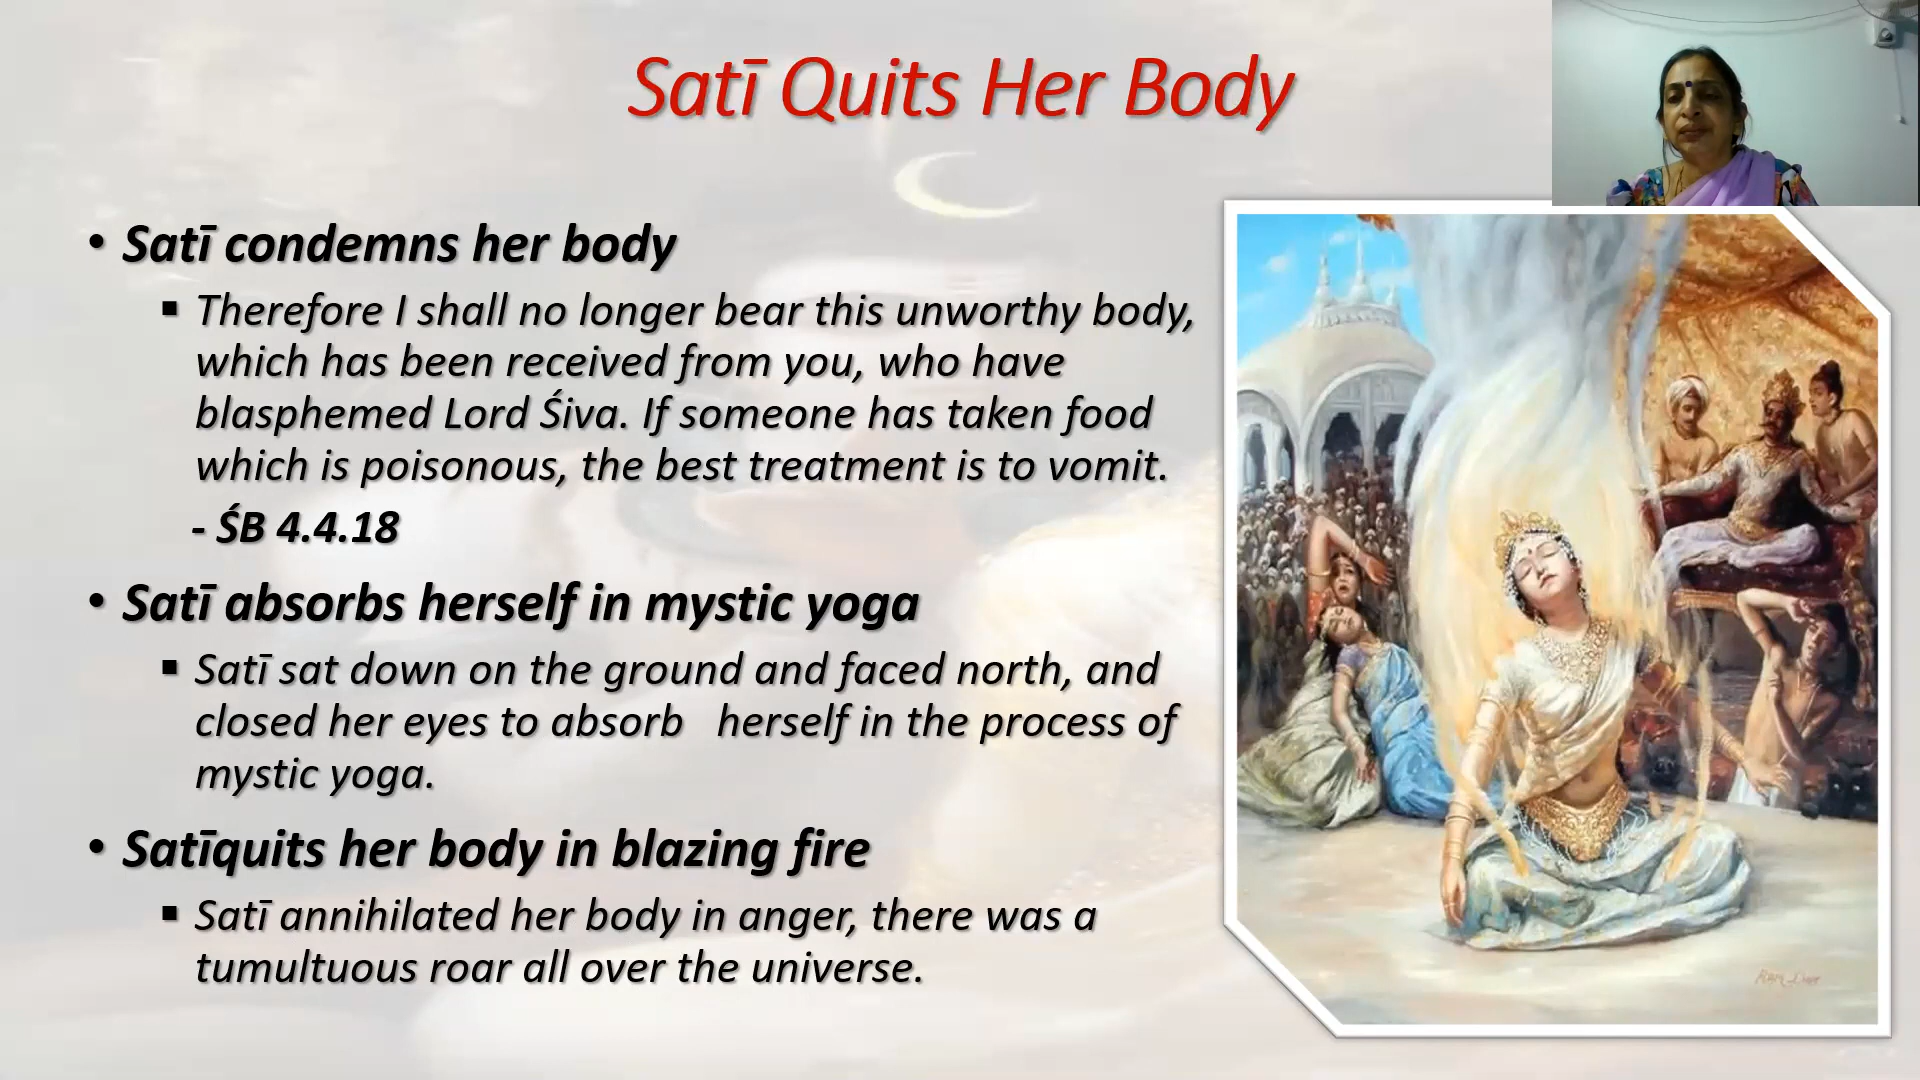 Satī Quits Her Body
• Satī condemns her body
▪ Therefore I shall no longer bear this unworthy body,
which has been received from you, who have
blasphemed Lord Śiva. If someone has taken food
which is poisonous, the best treatment is to vomit.
- ŚB 4.4.18
• Satī absorbs herself in mystic yoga
▪ Satī sat down on the ground and faced north, and
closed her eyes to absorb   herself in the process of
mystic yoga.
• Satīquits her body in blazing fire
▪ Satī annihilated her body in anger, there was a
tumultuous roar all over the universe.